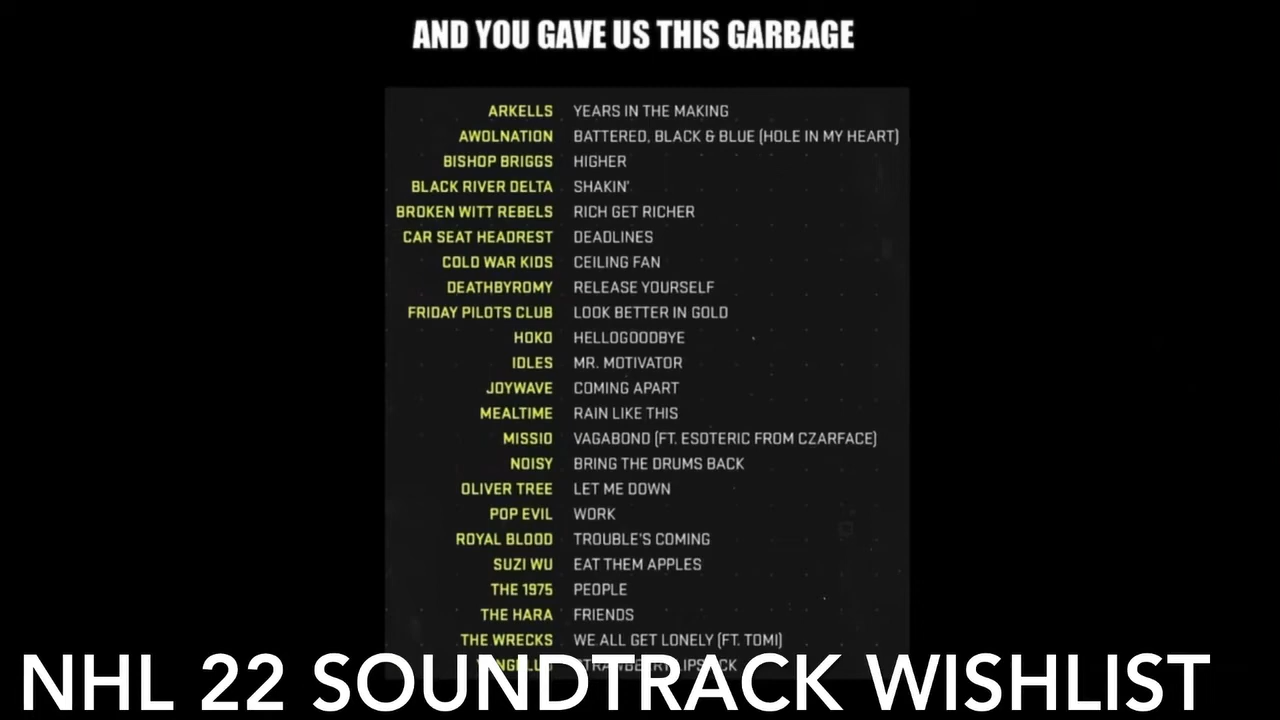 AND YOU GAVE US THIS GARBAGE
ARKELLS YEARS IN THE MAKING
AWOLNATION BATTERED, BLACK & BLUE (HOLE IN MY HEART)
BISHOP BRIGGS HIGHER
BLACK RIVER DELTA SHAKIN'
BROKEN WITT REBELS RICH GET RICHER
CAR SEAT HEADREST DEADLINES
COLD WAR KIDS CEILING FAN
DEATHBYROMY RELEASE YOURSELF
FRIDAY PILOTS CLUB LOOK BETTER IN GOLD
HOKO HELLOGOODBYE
IDLES MR. MOTIVATOR
JOYWAVE COMING APART
MEALTIME RAIN LIKE THIS
MISSIO VAGABOND (FT. ESOTERIC FROM CZARFACE)
NOISY BRING THE DRUMS BACK
OLIVER TREE LET ME DOWN
POP EVIL WORK
ROYAL BLOOD TROUBLE'S COMING
SUZI WU EAT THEM APPLES
THE 1975 PEOPLE
THE HARA FRIENDS
THE WRECKS WE ALL GET LONELY (FT. TOMI)
NHL 22 SOUNDTRACK WISHLIST